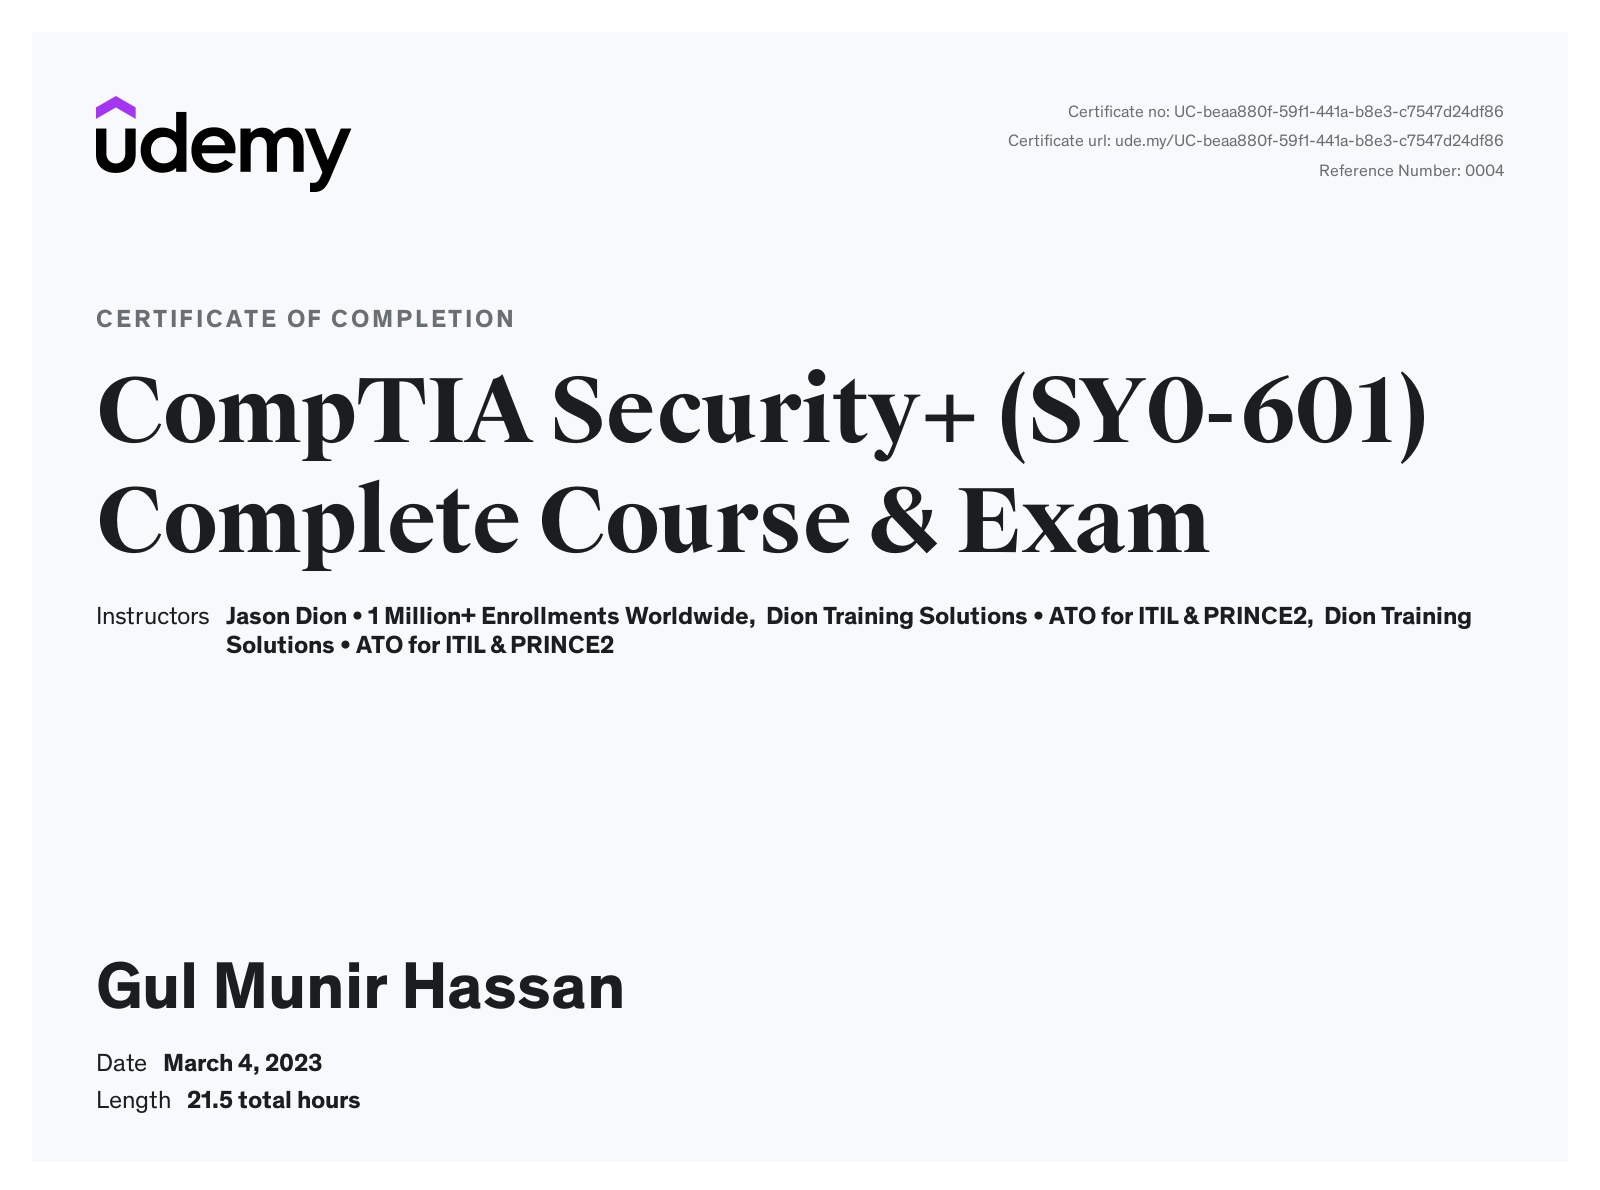 udemy
Certificate no: UC-beaa880f-59f1-441a-b8e3-c7547d24df86
Certificate url: ude.my/UC-beaa880f-59f1-441a-b8e3-c7547d24df86
Reference Number: 0004
CERTIFICATE OF COMPLETION
CompTIA Security+ (SY0-601)
Complete Course & Exam
Instructors Jason Dion • 1 Million+ Enrollments Worldwide, Dion Training Solutions • ATO for ITIL & PRINCE2, Dion Training
Solutions • ATO for ITIL & PRINCE2
Gul Munir Hassan
Date March 4, 2023
Length 21.5 total hours